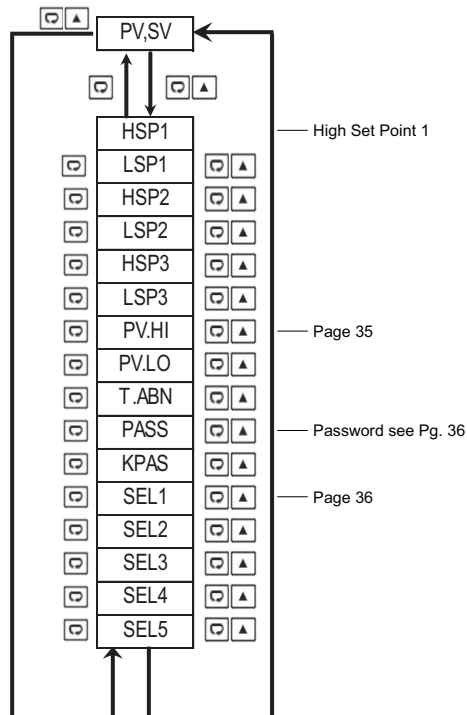 PV,SV
HSP1 High Set Point 1
LSP1
HSP2
LSP2
HSP3
LSP3
PV.HI Page 35
PV.LO
T.ABN
PASS Password see Pg. 36
KPAS
SEL1 Page 36
SEL2
SEL3
SEL4
SEL5